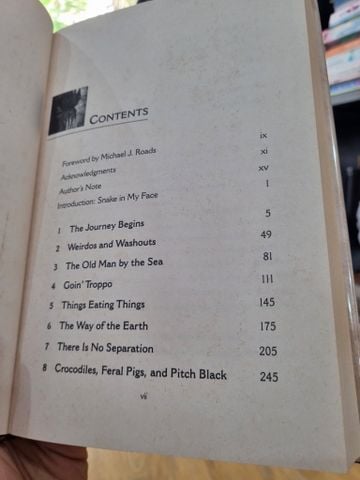 CONTENTS
Foreword by Michael J. Roads ix
Acknowledgments xi
Author's Note xv
Introduction: Snake in My Face 1
1 The Journey Begins 5
2 Weirdos and Washouts 49
3 The Old Man by the Sea 81
4 Goin' Troppo 111
5 Things Eating Things 145
6 The Way of the Earth 175
7 There Is No Separation 205
8 Crocodiles, Feral Pigs, and Pitch Black 245
vii